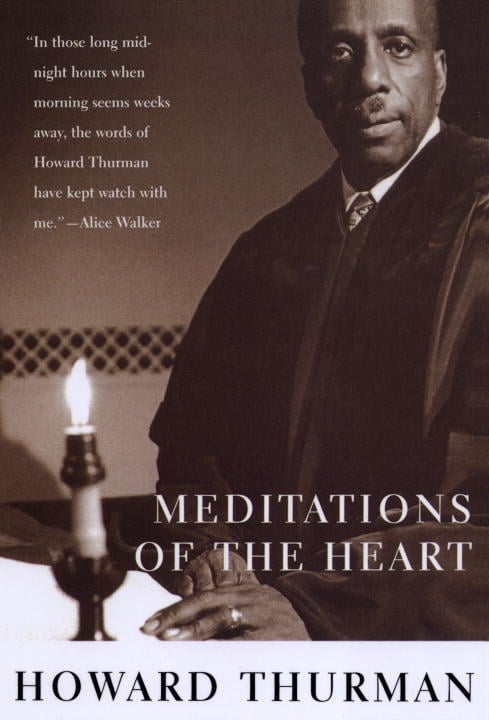 “In those long mid-
night hours when
morning seems weeks
away, the words of
Howard Thurman
have kept watch with
me.” —Alice Walker
MEDITATIONS
OF THE HEART
HOWARD THURMAN